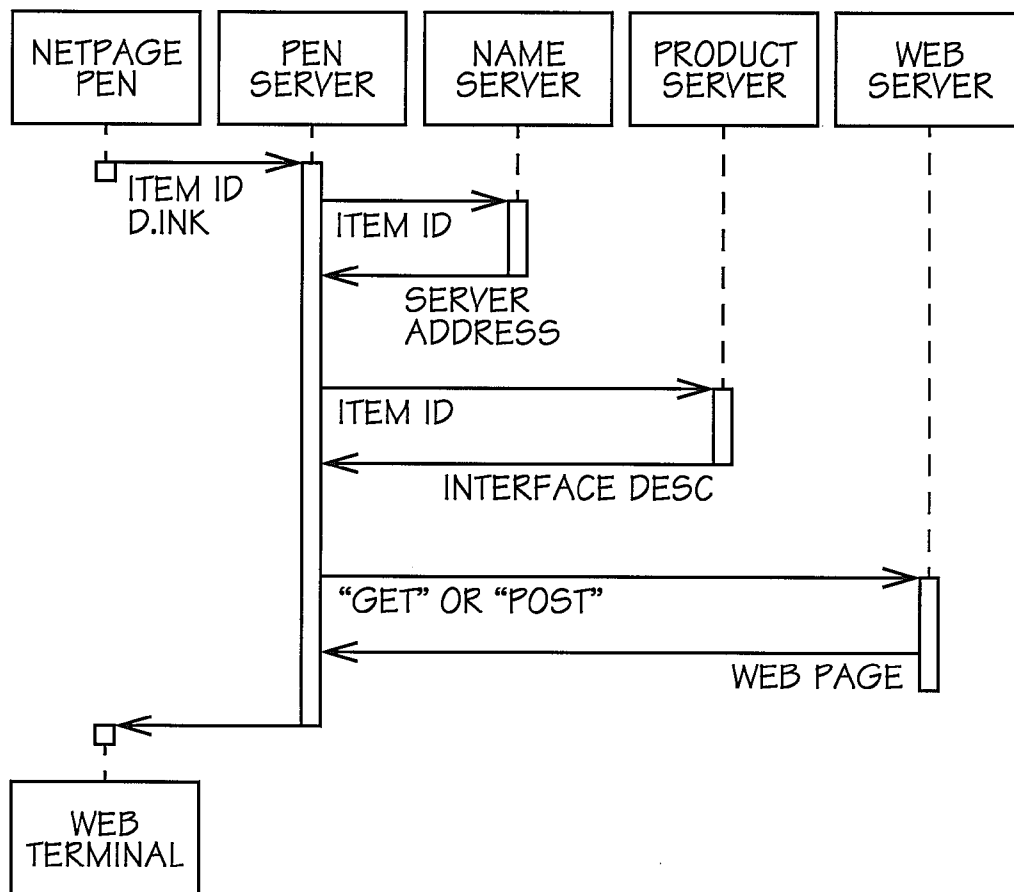 NETPAGE
PEN
PEN
SERVER
NAME
SERVER
PRODUCT
SERVER
WEB
SERVER
ITEM ID
D.INK
ITEM ID
SERVER
ADDRESS
ITEM ID
INTERFACE DESC
“GET” OR “POST”
WEB PAGE
WEB
TERMINAL